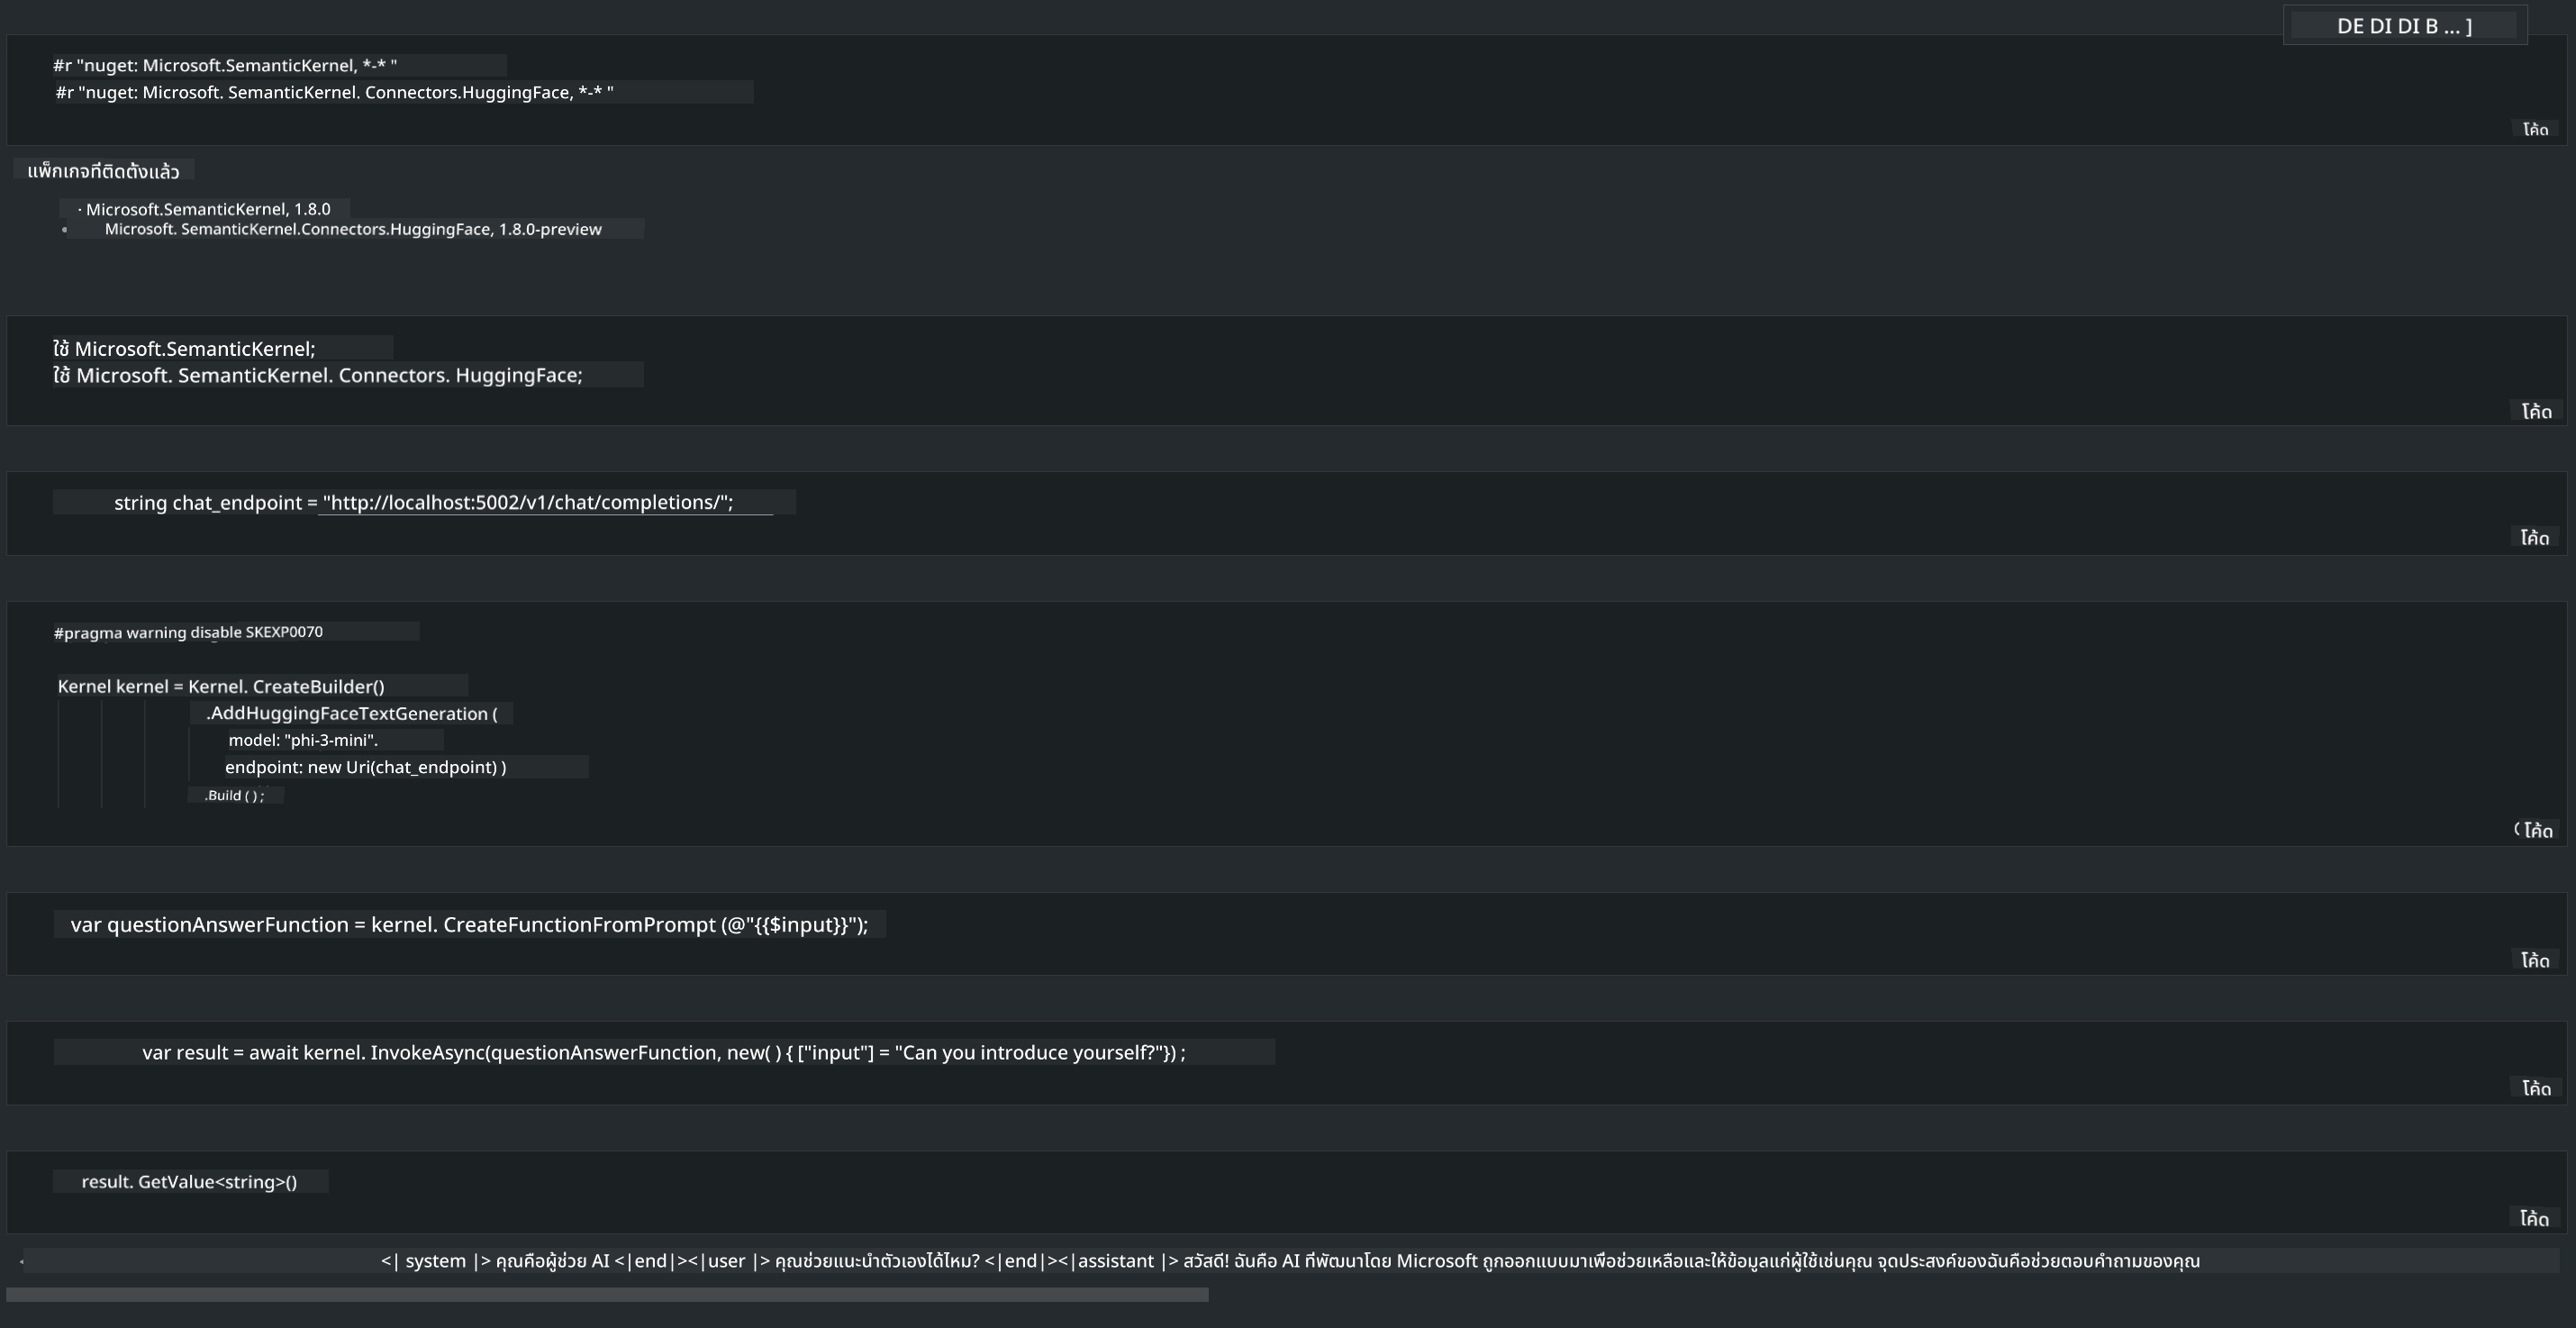 DE DI DI B ... ]
#r "nuget: Microsoft.SemanticKernel, *-* "
#r "nuget: Microsoft. SemanticKernel. Connectors.HuggingFace, *-* "
โค้ด
แพ็กเกจที่ติดตั้งแล้ว
· Microsoft.SemanticKernel, 1.8.0
Microsoft. SemanticKernel.Connectors.HuggingFace, 1.8.0-preview
ใช้ Microsoft.SemanticKernel;
ใช้ Microsoft. SemanticKernel. Connectors. HuggingFace;
โค้ด
string chat_endpoint = "http://localhost:5002/v1/chat/completions/";
โค้ด
#pragma warning disable SKEXP0070
Kernel kernel = Kernel. CreateBuilder()
.AddHuggingFaceTextGeneration (
model: "phi-3-mini".
endpoint: new Uri(chat_endpoint) )
.Build ( ) ;
โค้ด
var questionAnswerFunction = kernel. CreateFunctionFromPrompt (@"{{$input}}");
โค้ด
var result = await kernel. InvokeAsync(questionAnswerFunction, new( ) { ["input"] = "Can you introduce yourself?"}) ;
โค้ด
result. GetValue<string>()
โค้ด
<| system |> คุณคือผู้ช่วย AI <|end|><|user |> คุณช่วยแนะนำตัวเองได้ไหม? <|end|><|assistant |> สวัสดี! ฉันคือ AI ที่พัฒนาโดย Microsoft ถูกออกแบบมาเพื่อช่วยเหลือและให้ข้อมูลแก่ผู้ใช้เช่นคุณ จุดประสงค์ของฉันคือช่วยตอบคำถามของคุณ